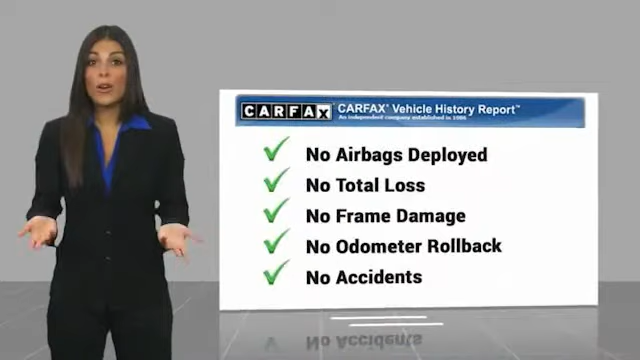 CARFAX CARFAX® Vehicle History Report™
An independent company established in 1986
No Airbags Deployed
No Total Loss
No Frame Damage
No Odometer Rollback
No Accidents